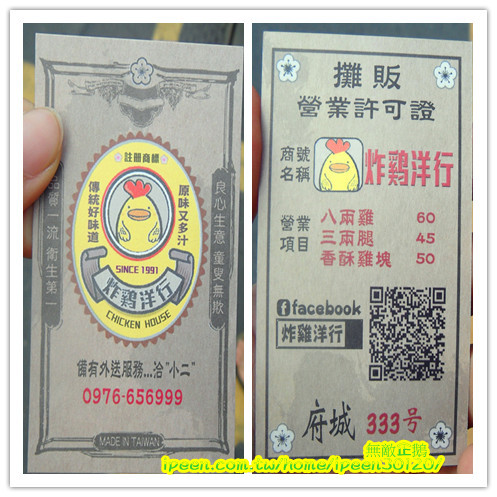 註冊商標
傳統好味道
原味又多汁
SINCE 1991
炸鷄洋行
CHICKEN HOUSE
品擇一流 衛生第一
良心生意 童叟無欺
備有外送服務...洽"小二"
0976-656999
MADE IN TAIWAN
攤販
營業許可證
商號名稱
炸鷄洋行
營業項目
八兩雞 60
三兩腿 45
香酥雞塊 50
facebook
炸雞洋行
府城 333号
無敵企鵝
ipeen.com.tw/home/ipeen50120/